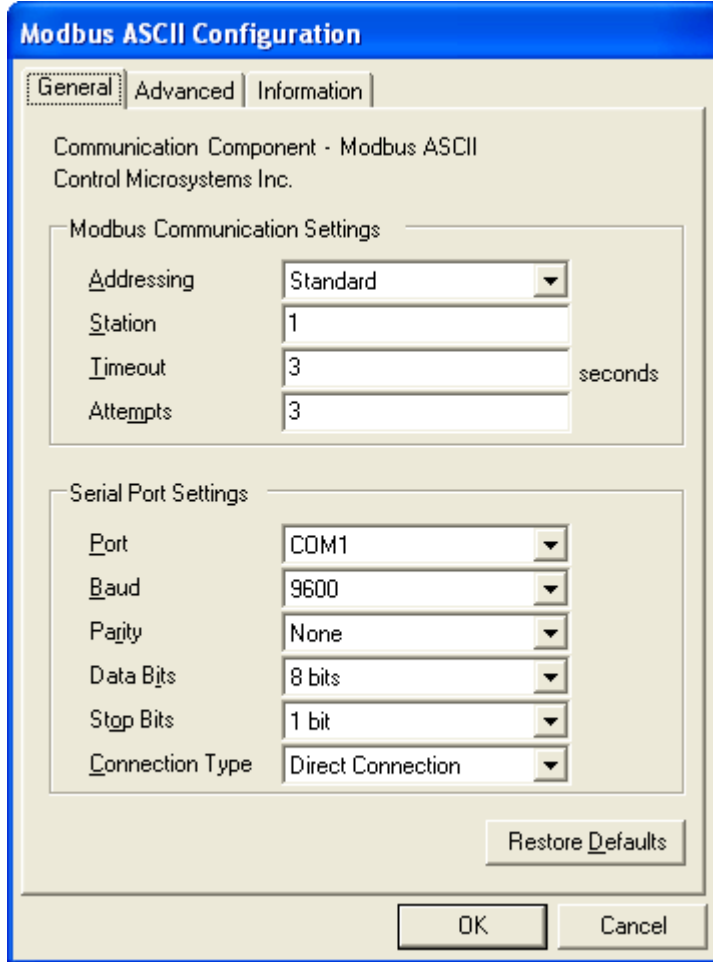 Modbus ASCII Configuration
General Advanced Information
Communication Component - Modbus ASCII
Control Microsystems Inc.
Modbus Communication Settings
Addressing Standard
Station 1
Timeout 3 seconds
Attempts 3
Serial Port Settings
Port COM1
Baud 9600
Parity None
Data Bits 8 bits
Stop Bits 1 bit
Connection Type Direct Connection
Restore Defaults
OK Cancel